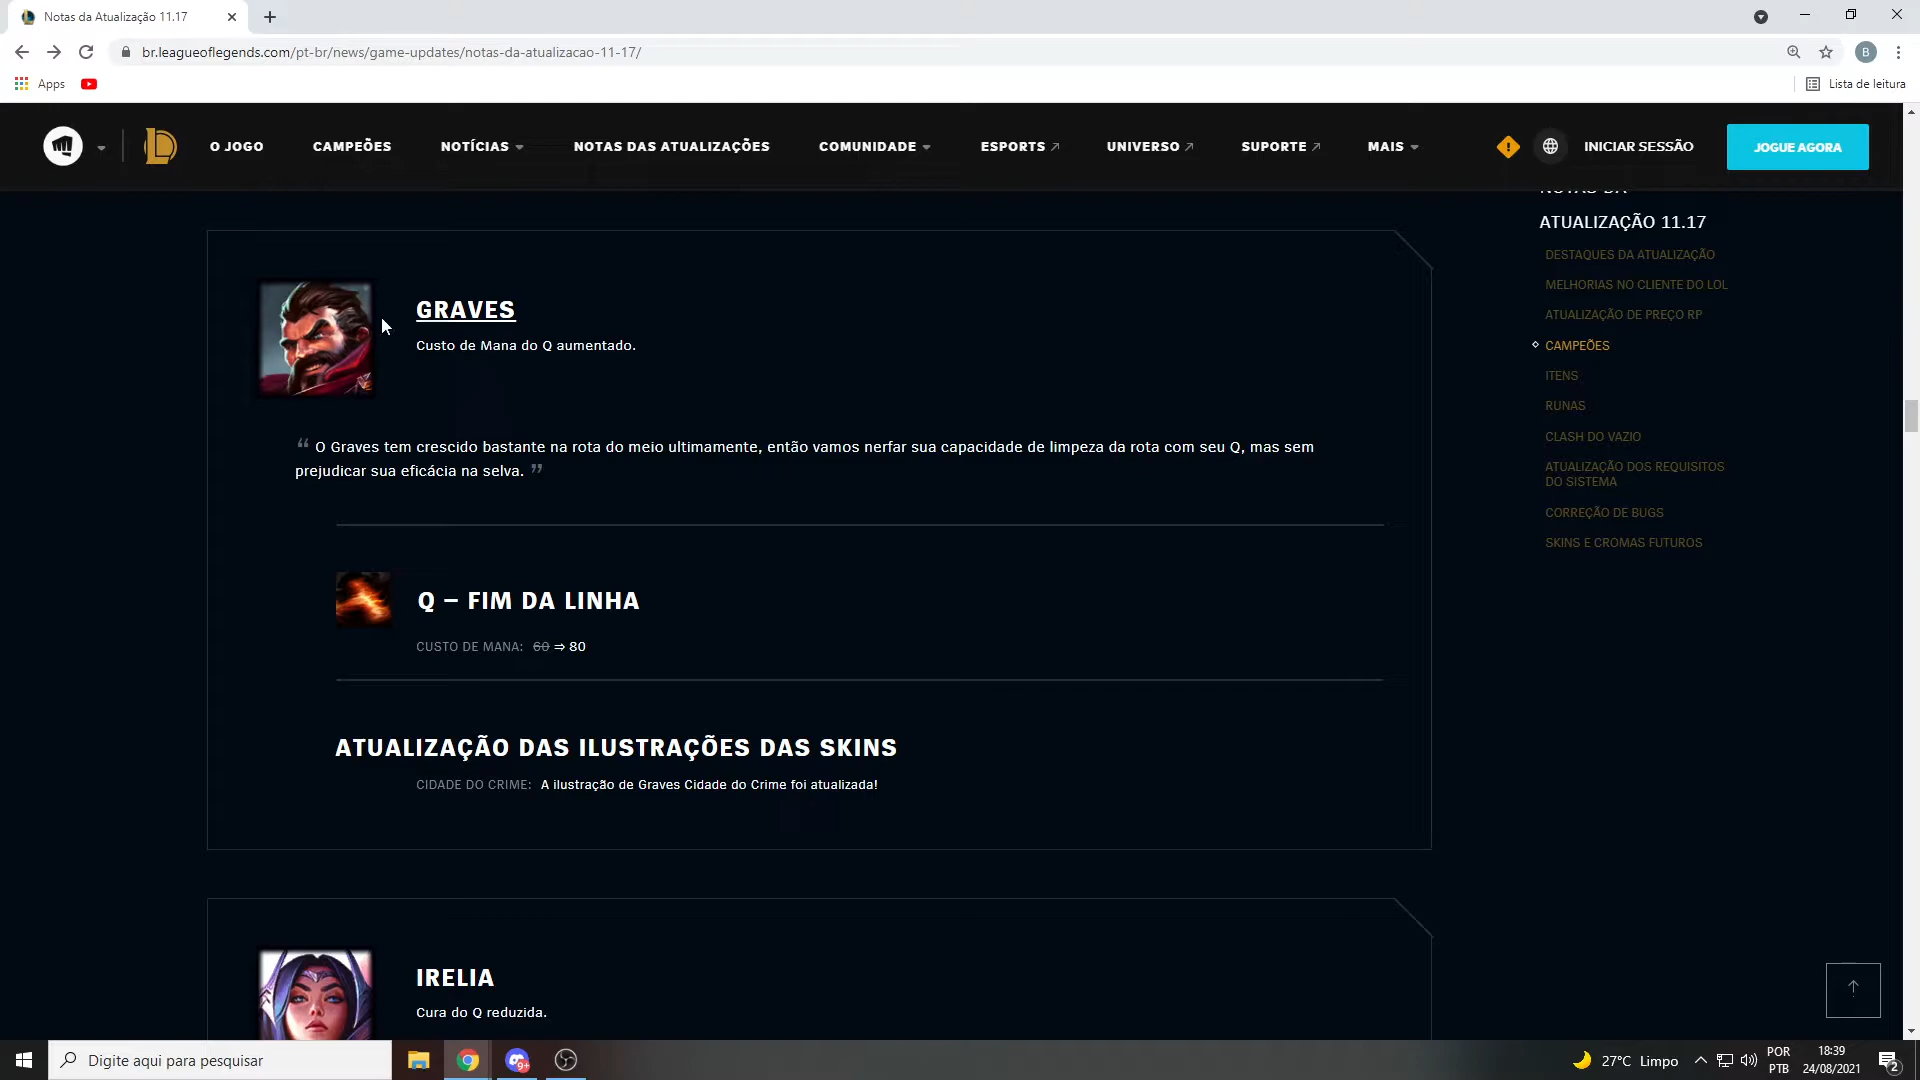 Notas da Atualização 11.17
br.leagueoflegends.com/pt-br/news/game-updates/notas-da-atualizacao-11-17/
B
Apps
Lista de leitura
O JOGO
CAMPEÕES
NOTÍCIAS
NOTAS DAS ATUALIZAÇÕES
COMUNIDADE
ESPORTS
UNIVERSO
SUPORTE
MAIS
INICIAR SESSÃO
JOGUE AGORA
GRAVES
Custo de Mana do Q aumentado.
“ O Graves tem crescido bastante na rota do meio ultimamente, então vamos nerfar sua capacidade de limpeza da rota com seu Q, mas sem
prejudicar sua eficácia na selva. ”
Q – FIM DA LINHA
CUSTO DE MANA: 60 ⇒ 80
ATUALIZAÇÃO DAS ILUSTRAÇÕES DAS SKINS
CIDADE DO CRIME: A ilustração de Graves Cidade do Crime foi atualizada!
IRELIA
Cura do Q reduzida.
NOTAS DA
ATUALIZAÇÃO 11.17
DESTAQUES DA ATUALIZAÇÃO
MELHORIAS NO CLIENTE DO LOL
ATUALIZAÇÃO DE PREÇO RP
CAMPEÕES
ITENS
RUNAS
CLASH DO VAZIO
ATUALIZAÇÃO DOS REQUISITOS
DO SISTEMA
CORREÇÃO DE BUGS
SKINS E CROMAS FUTUROS
Digite aqui para pesquisar
9+
27°C Limpo
POR
PTB
18:39
24/08/2021
2